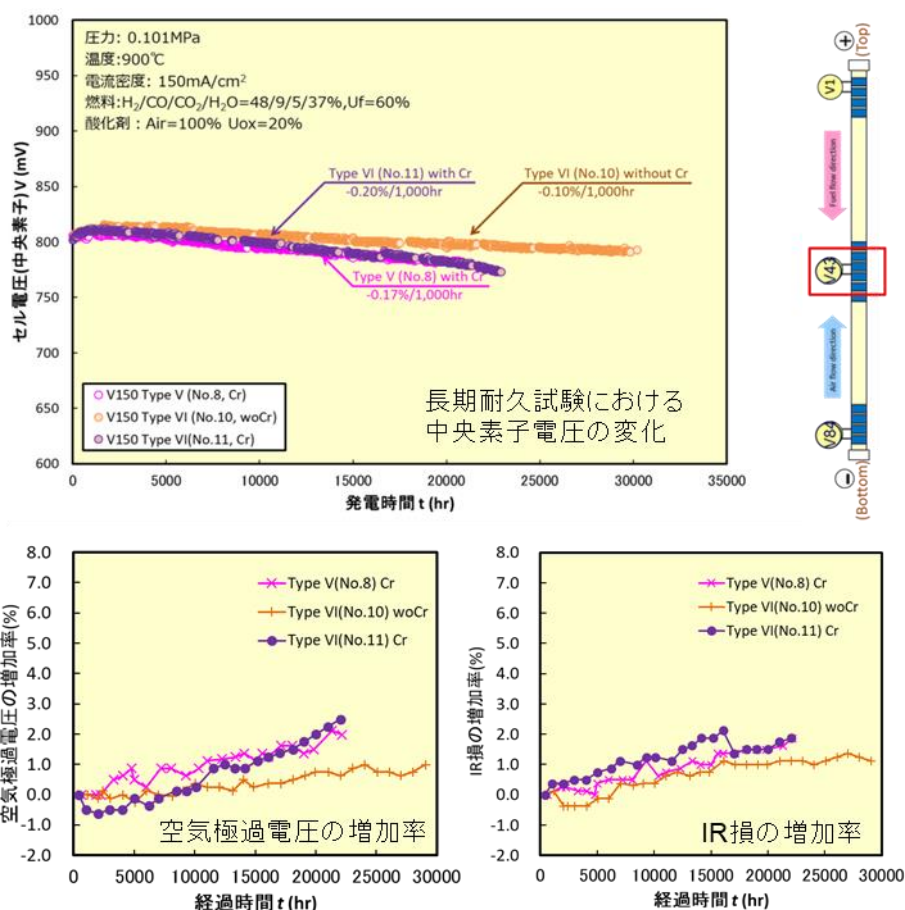 圧力: 0.101MPa
温度:900℃
電流密度: 150mA/cm²
燃料:H₂/CO/CO₂/H₂O=48/9/5/37%,Uf=60%
酸化剤 : Air=100% Uox=20%
Type VI (No.11) with Cr
-0.20%/1,000hr
Type VI (No.10) without Cr
-0.10%/1,000hr
Type V (No.8) with Cr
-0.17%/1,000hr
V150 Type V (No.8, Cr)
V150 Type VI (No.10, woCr)
V150 Type VI(No.11, Cr)
長期耐久試験における
中央素子電圧の変化
セル電圧(中央素子) V (mV)
1000
950
900
850
800
750
700
650
600
0 5000 10000 15000 20000 25000 30000 35000
発電時間 t (hr)
+
(Top)
V1
Fuel flow direction
V43
Air flow direction
V84
−
(Bottom)
空気極過電圧の増加率(%)
8.0
7.0
6.0
5.0
4.0
3.0
2.0
1.0
0.0
-1.0
-2.0
Type V(No.8) Cr
Type VI(No.10) woCr
Type VI(No.11) Cr
空気極過電圧の増加率
0 5000 10000 15000 20000 25000 30000
経過時間 t (hr)
IR損の増加率(%)
8.0
7.0
6.0
5.0
4.0
3.0
2.0
1.0
0.0
-1.0
-2.0
Type V(No.8) Cr
Type VI(No.10) woCr
Type VI(No.11) Cr
IR損の増加率
0 5000 10000 15000 20000 25000 30000
経過時間 t (hr)